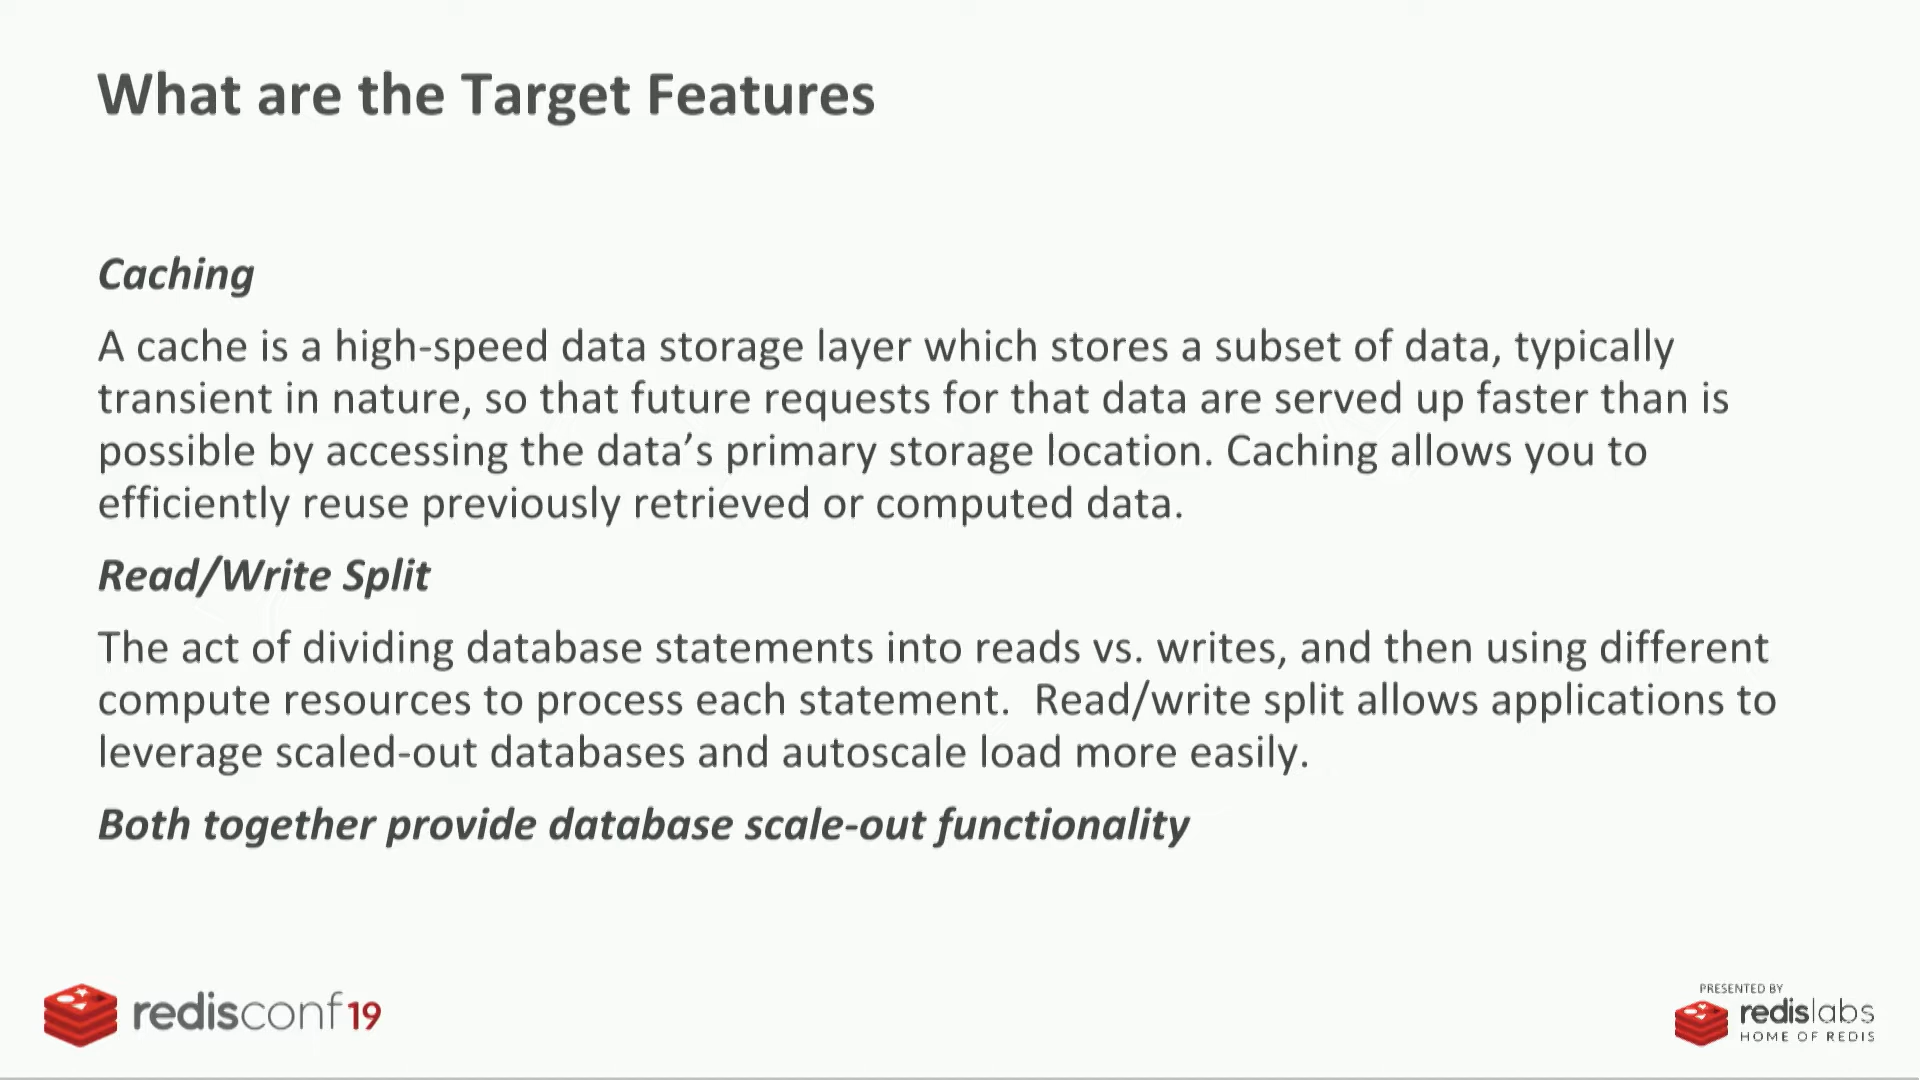 What are the Target Features
Caching
A cache is a high-speed data storage layer which stores a subset of data, typically
transient in nature, so that future requests for that data are served up faster than is
possible by accessing the data’s primary storage location. Caching allows you to
efficiently reuse previously retrieved or computed data.
Read/Write Split
The act of dividing database statements into reads vs. writes, and then using different
compute resources to process each statement.  Read/write split allows applications to
leverage scaled-out databases and autoscale load more easily.
Both together provide database scale-out functionality
redisconf19
PRESENTED BY
redislabs
HOME OF REDIS